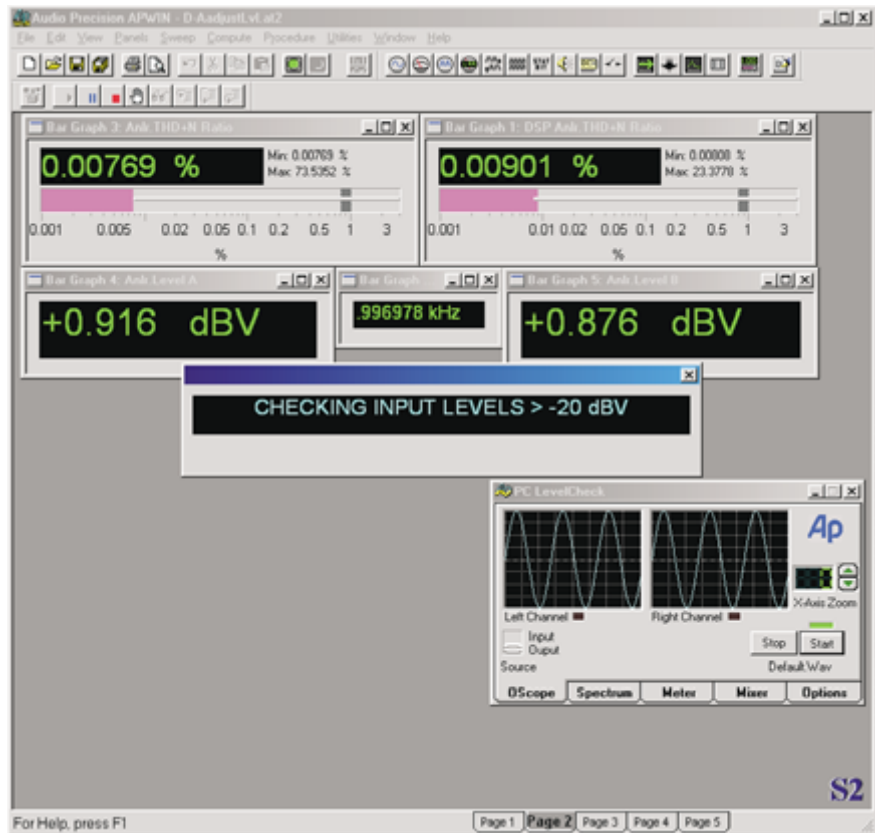 Audio Precision APWIN - D-AadjustLvl.at2
File Edit View Panels Sweep Compute Procedure Utilities Window Help
Bar Graph 3: Anlr.THD+N Ratio
0.00769 %
Min: 0.00769 %
Max: 73.5352 %
0.001 0.005 0.02 0.05 0.1 0.2 0.5 1 3
%
Bar Graph 1: DSP Anlr.THD+N Ratio
0.00901 %
Min: 0.00808 %
Max: 23.3778 %
0.001 0.01 0.02 0.05 0.1 0.2 0.5 1 3
%
Bar Graph 4: Anlr.Level A
+0.916 dBV
Bar Graph
.996978 kHz
Bar Graph 5: Anlr.Level B
+0.876 dBV
CHECKING INPUT LEVELS > -20 dBV
PC LevelCheck
Ap
X-Axis Zoom
Left Channel
Right Channel
Input
Ouput
Source
Stop
Start
Default.Wav
OScope Spectrum Meter Mixer Options
S2
For Help, press F1
Page 1 Page 2 Page 3 Page 4 Page 5